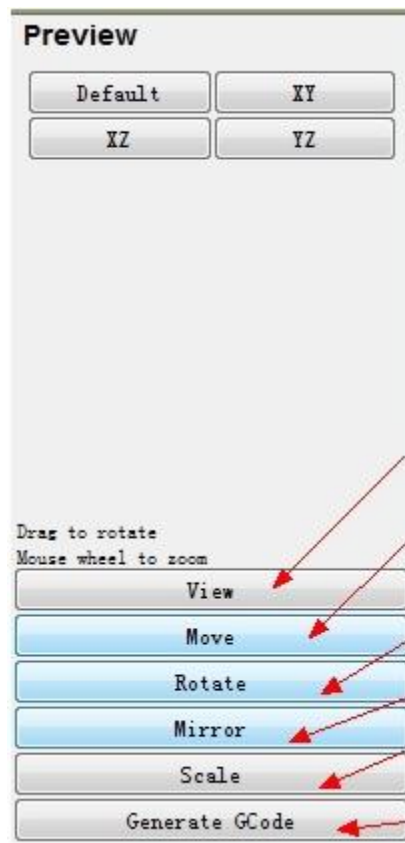 Preview
Default XY
XZ YZ
Drag to rotate
Mouse wheel to zoom
View
Move
Rotate
Mirror
Scale
Generate GCode